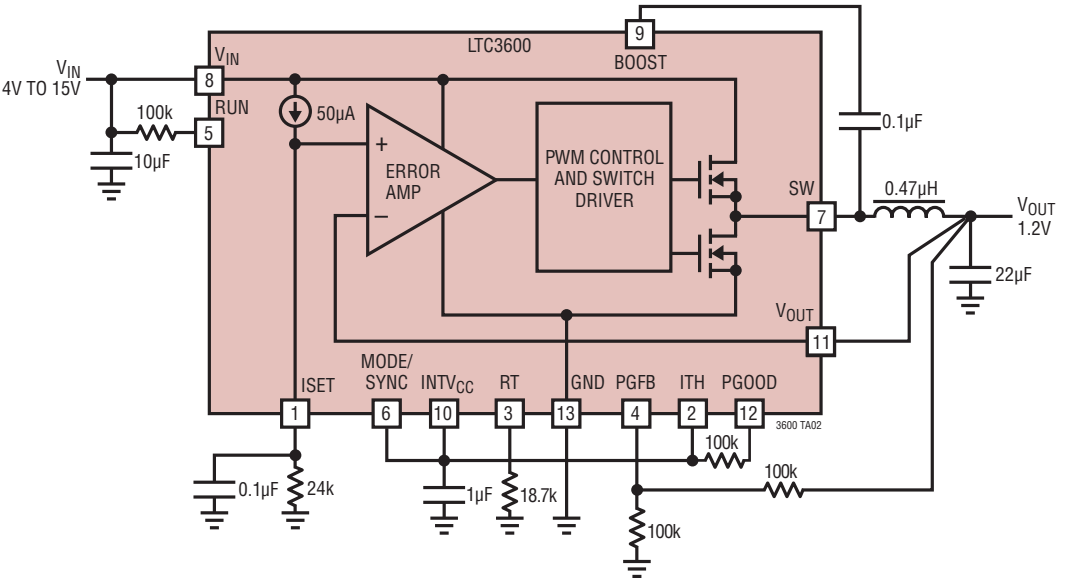 LTC3600
9
BOOST
VIN
8
VIN
4V TO 15V
RUN
5
100k
10µF
50µA
+
ERROR
AMP
–
PWM CONTROL
AND SWITCH
DRIVER
0.1µF
SW
7
0.47µH
VOUT
1.2V
22µF
VOUT
11
MODE/
SYNC
ISET
INTVCC
RT
GND
PGFB
ITH
PGOOD
1
6
10
3
13
4
2
12
3600 TA02
100k
0.1µF
24k
1µF
18.7k
100k
100k